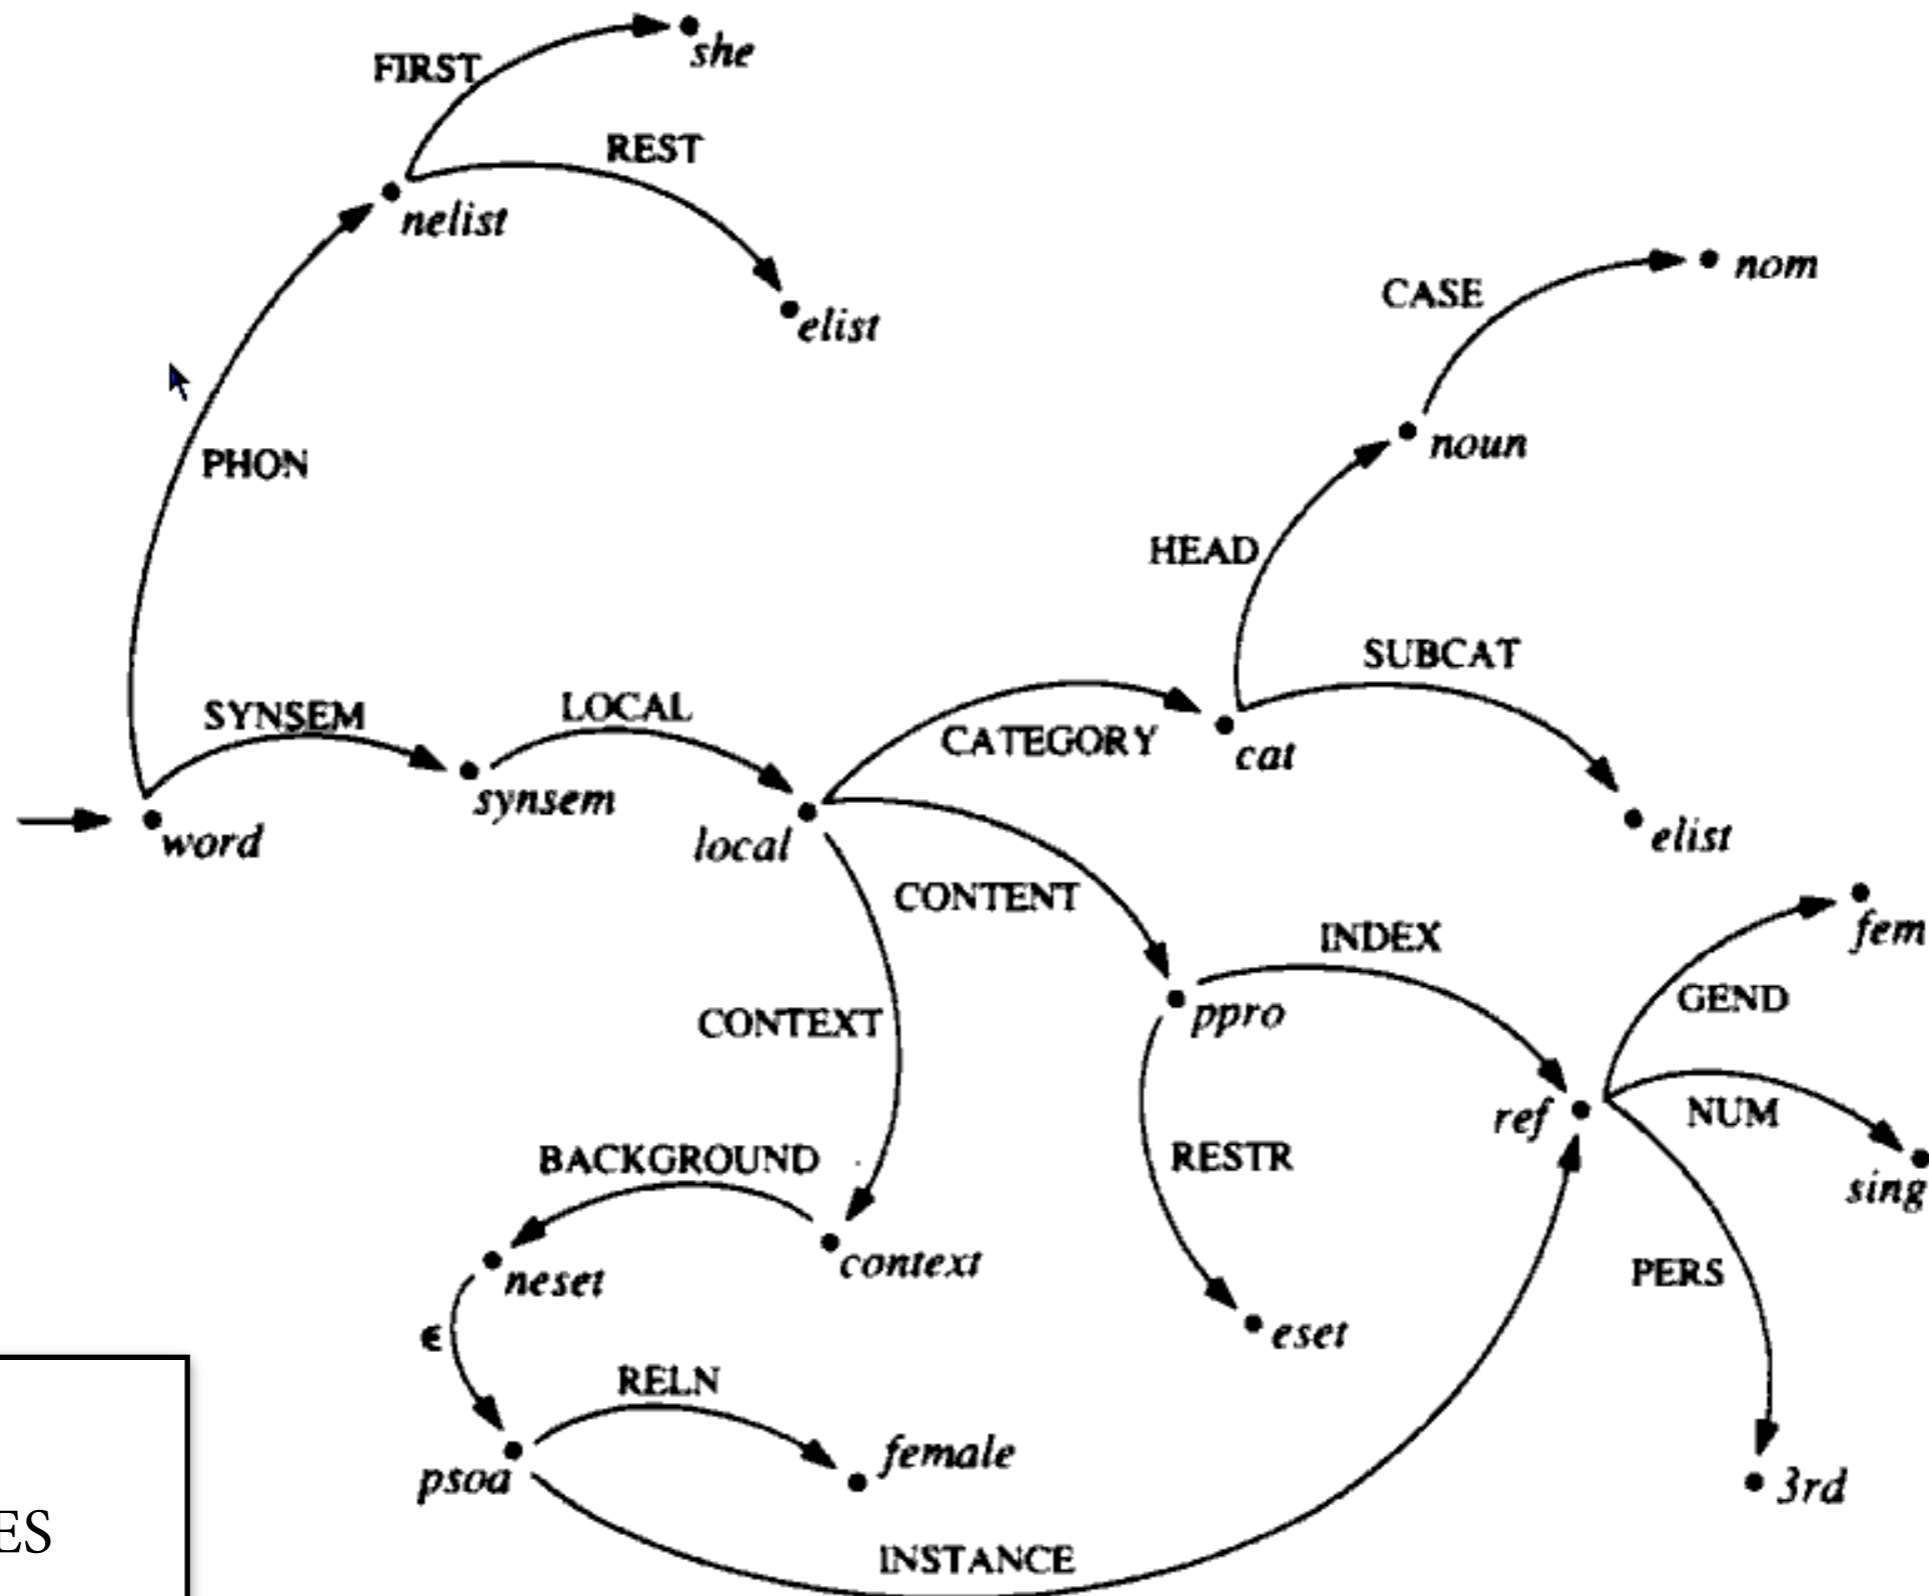 she
FIRST
REST
nelist
nom
CASE
elist
noun
PHON
HEAD
SUBCAT
SYNSEM
LOCAL
CATEGORY
cat
synsem
word
local
elist
CONTENT
fem
INDEX
GEND
ppro
CONTEXT
ref
NUM
BACKGROUND
RESTR
sing
context
neset
PERS
ϵ
eset
RELN
female
psoa
3rd
ES
INSTANCE